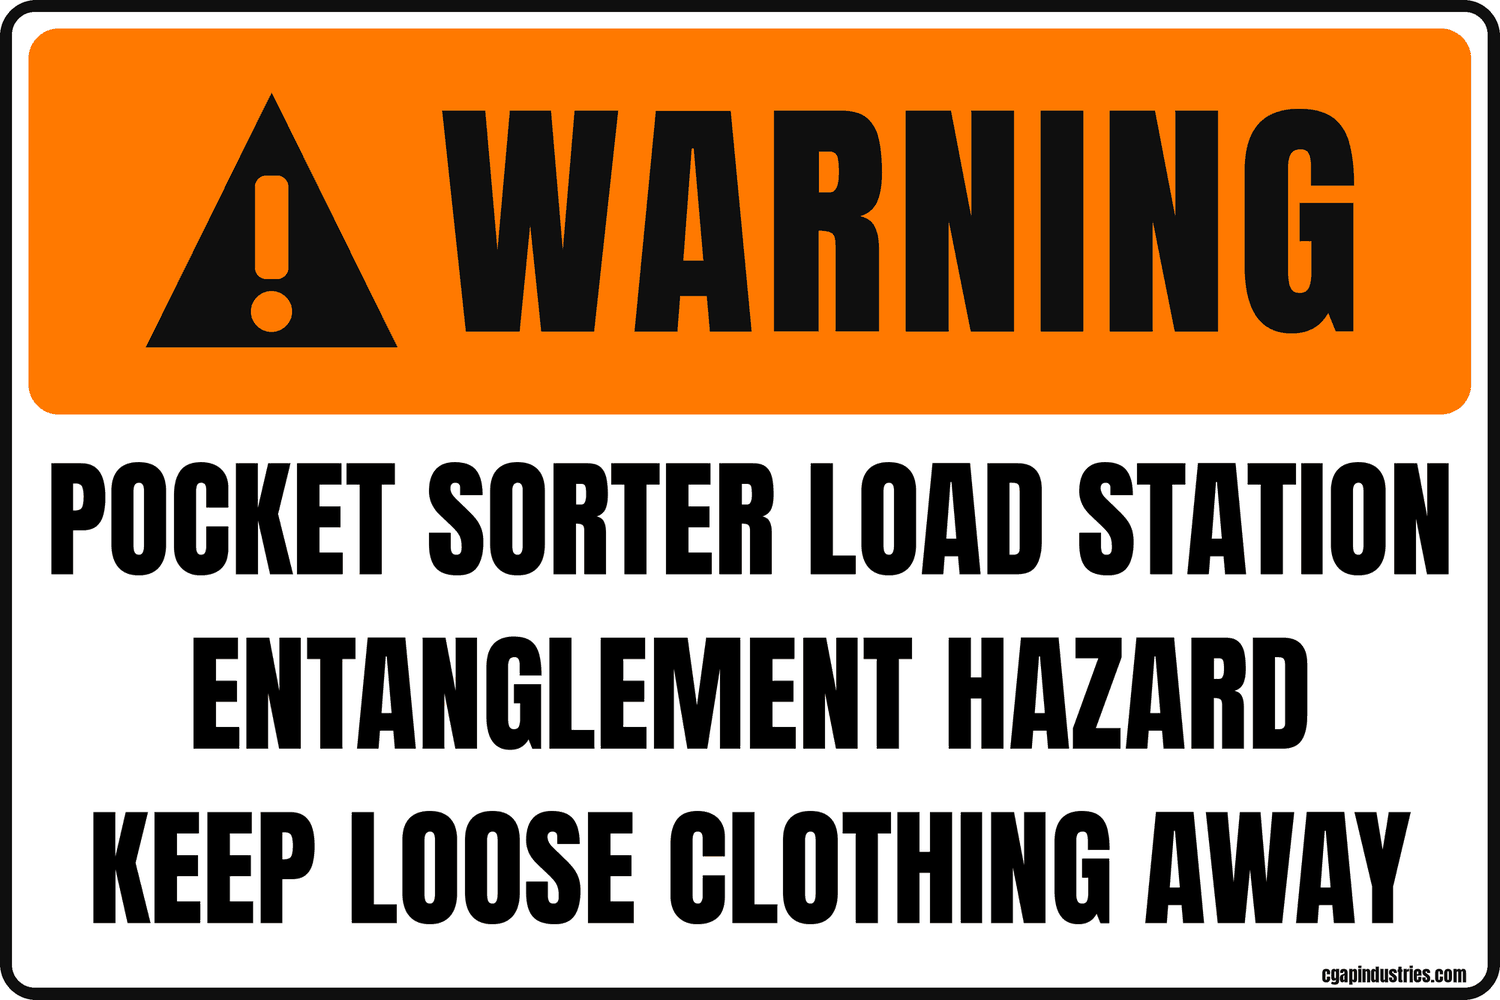 WARNING
POCKET SORTER LOAD STATION
ENTANGLEMENT HAZARD
KEEP LOOSE CLOTHING AWAY
cgapindustries.com